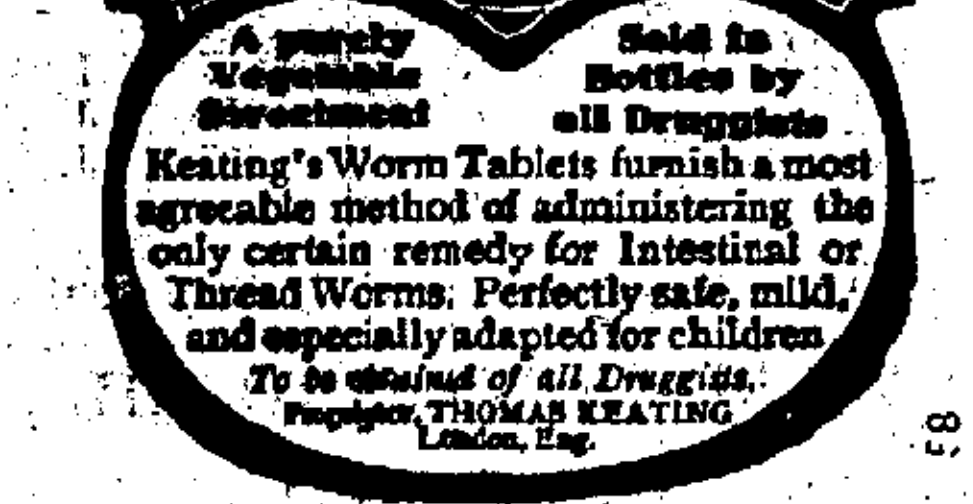 A purely
Vegetable
Sweetmeat
Sold in
Bottles by
all Druggists
Keating's Worm Tablets furnish a most
agreeable method of administering the
only certain remedy for Intestinal or
Thread Worms. Perfectly safe, mild,
and especially adapted for children
To be obtained of all Druggists.
Proprietor, THOMAS KEATING
London, Eng.